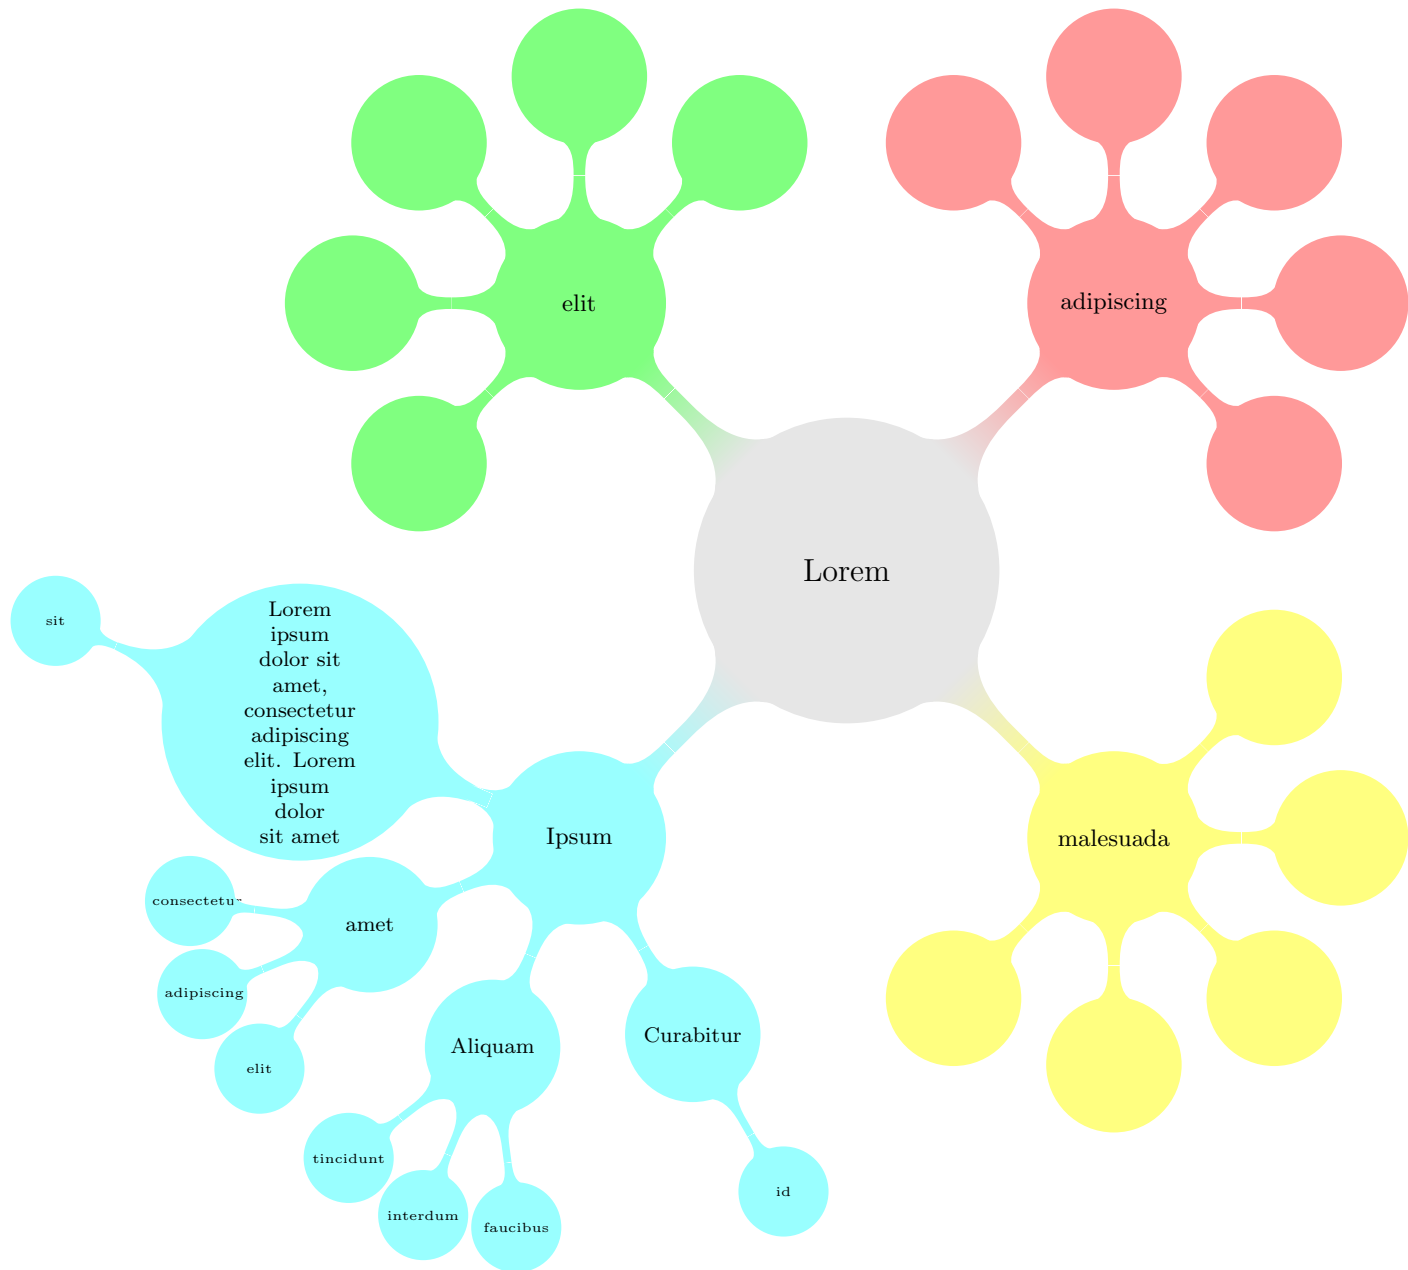 elit
adipiscing
Lorem
sit
Lorem
ipsum
dolor sit
amet,
consectetur
adipiscing
elit. Lorem
ipsum
dolor
sit amet
Ipsum
malesuada
consectetur
amet
adipiscing
elit
Aliquam
Curabitur
tincidunt
interdum
faucibus
id